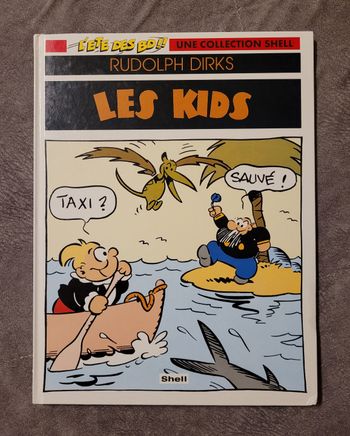 L'ÉTÉ DES BD!!
UNE COLLECTION SHELL
RUDOLPH DIRKS
LES KIDS
SAUVÉ!
TAXI?
Shell